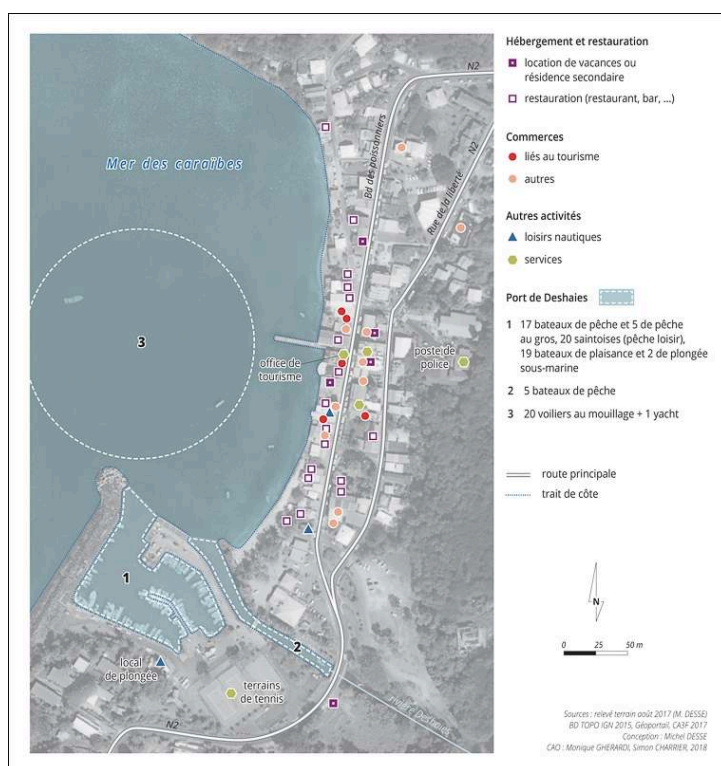 Hébergement et restauration
location de vacances ou
résidence secondaire
restauration (restaurant, bar, ...)
Commerces
liés au tourisme
autres
Autres activités
loisirs nautiques
services
Port de Deshaies
1 17 bateaux de pêche et 5 de pêche
au gros, 20 saintoises (pêche loisir),
19 bateaux de plaisance et 2 de plongée
sous-marine
2 5 bateaux de pêche
3 20 voiliers au mouillage + 1 yacht
route principale
trait de côte
N
0 25 50 m
Sources : relevé terrain août 2017 (M. DESSE)
BD TOPO IGN 2015, Géoportail, CA3F 2017
Conception : Michel DESSE
CAO : Monique GHERARDI, Simon CHARRIER, 2018
N2
Mer des caraïbes
Bd des poissonniers
N2
Rue de la liberté
3
office de
tourisme
poste de
police
1
2
local
de plongée
terrains
de tennis
N2